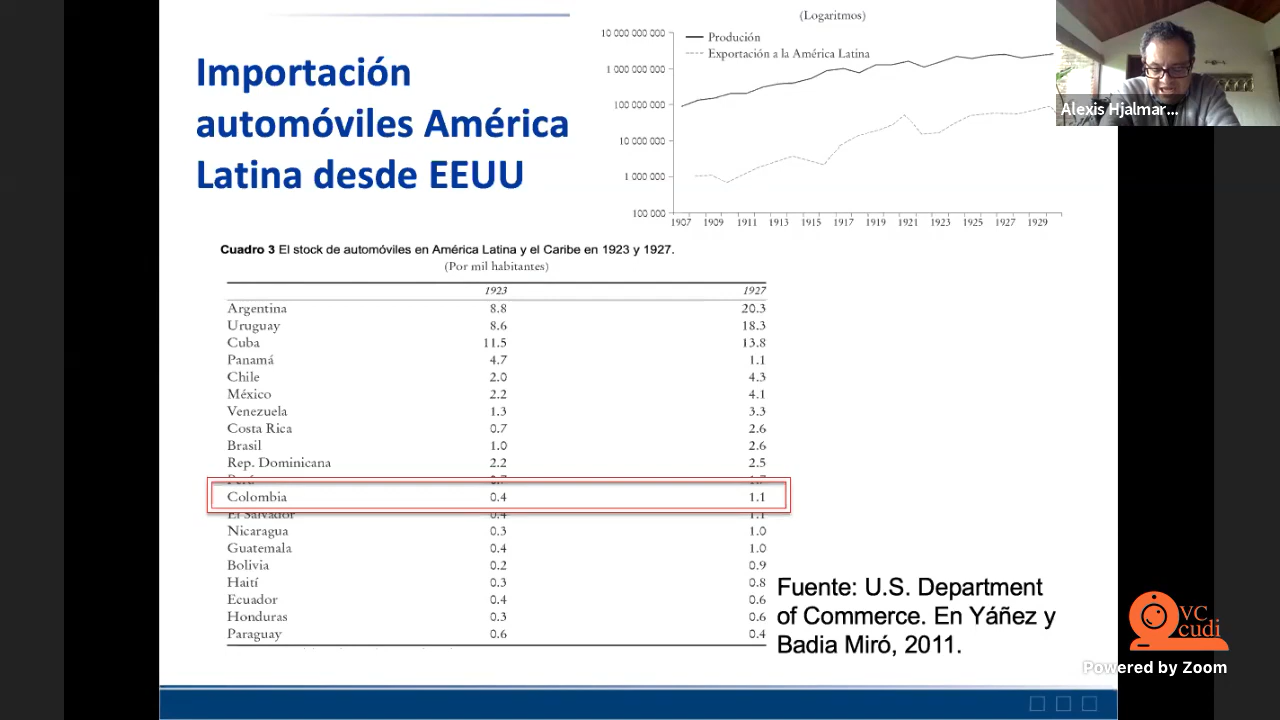 Importación
automóviles América
Latina desde EEUU
(Logaritmos)
Produción
Exportación a la América Latina
10 000 000 000
1 000 000 000
100 000 000
10 000 000
1 000 000
100 000
1907 1909 1911 1913 1915 1917 1919 1921 1923 1925 1927 1929
Alexis Hjalmar...
Cuadro 3 El stock de automóviles en América Latina y el Caribe en 1923 y 1927.
(Por mil habitantes)
1923 1927
Argentina 8.8 20.3
Uruguay 8.6 18.3
Cuba 11.5 13.8
Panamá 4.7 1.1
Chile 2.0 4.3
México 2.2 4.1
Venezuela 1.3 3.3
Costa Rica 0.7 2.6
Brasil 1.0 2.6
Rep. Dominicana 2.2 2.5
Colombia 0.4 1.1
El Salvador 0.4 1.1
Nicaragua 0.3 1.0
Guatemala 0.4 1.0
Bolivia 0.2 0.9
Haití 0.3 0.8
Ecuador 0.4 0.6
Honduras 0.3 0.6
Paraguay 0.6 0.4
Fuente: U.S. Department
of Commerce. En Yáñez y
Badia Miró, 2011.
VC
cudi
Powered by Zoom